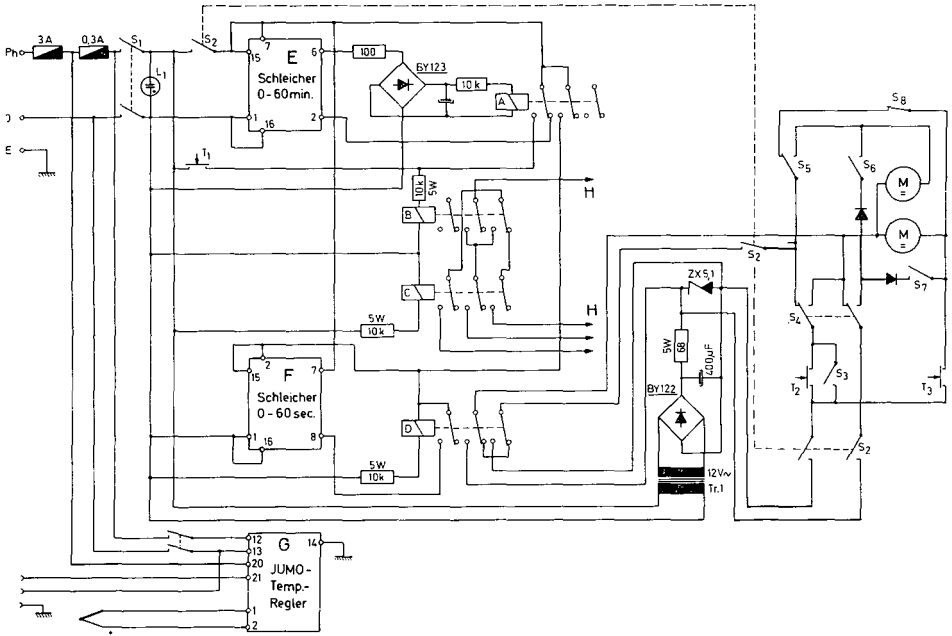 Ph
3A
0,3A
S1
S2
L1
E
7
15
6
E
Schleicher
0-60min.
1
2
16
100
BY123
10k
A
T1
10k
5W
B
H
C
H
5W
10k
2
15
7
F
Schleicher
0-60sec.
1
8
16
D
5W
10k
S8
S5
S6
M
=
M
=
S2
S7
ZX5,1
5W
68
400µF
BY122
12V~
Tr.1
S4
S3
T2
T3
S2
12
13
20
21
1
2
14
G
JUMO-
Temp.-
Regler